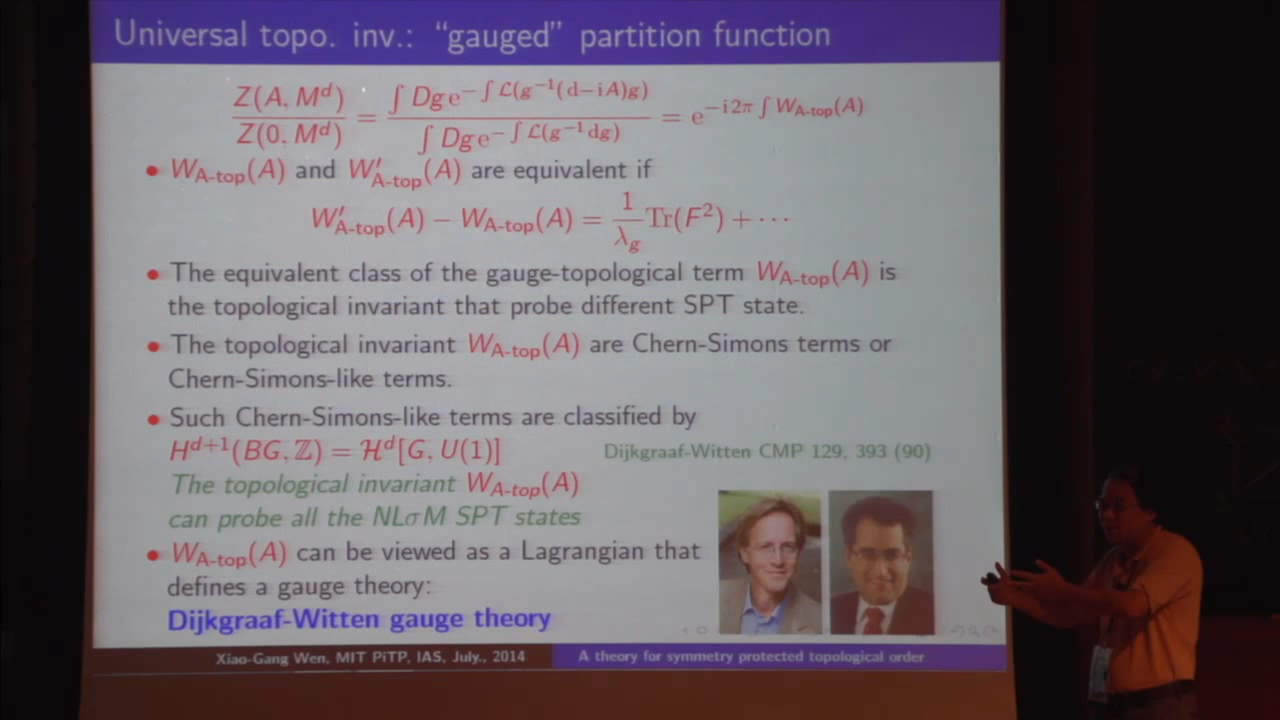 Universal topo. inv.: “gauged” partition function
Z(A, M^d) / Z(0, M^d) = ∫ Dg e^{−∫ L(g^{−1}(d−iA)g)} / ∫ Dg e^{−∫ L(g^{−1}dg)} = e^{−i2π ∫ W_{A-top}(A)}
• W_{A-top}(A) and W′_{A-top}(A) are equivalent if
W′_{A-top}(A) − W_{A-top}(A) = 1/λ_g Tr(F²) + ···
• The equivalent class of the gauge-topological term W_{A-top}(A) is
the topological invariant that probe different SPT state.
• The topological invariant W_{A-top}(A) are Chern-Simons terms or
Chern-Simons-like terms.
• Such Chern-Simons-like terms are classified by
H^{d+1}(BG, ℤ) = ℋ^d[G, U(1)]
Dijkgraaf-Witten CMP 129, 393 (90)
The topological invariant W_{A-top}(A)
can probe all the NLσM SPT states
• W_{A-top}(A) can be viewed as a Lagrangian that
defines a gauge theory:
Dijkgraaf-Witten gauge theory
Xiao-Gang Wen, MIT PiTP, IAS, July., 2014
A theory for symmetry protected topological order